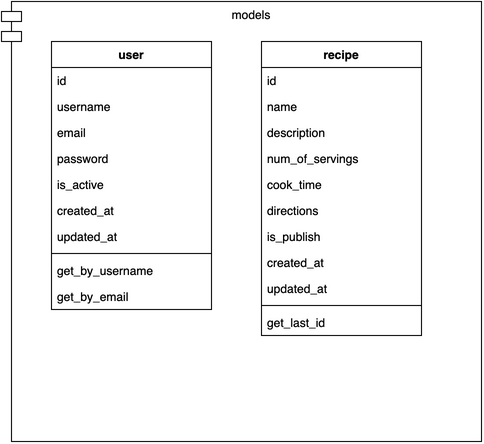 models
user
id
username
email
password
is_active
created_at
updated_at
get_by_username
get_by_email
recipe
id
name
description
num_of_servings
cook_time
directions
is_publish
created_at
updated_at
get_last_id